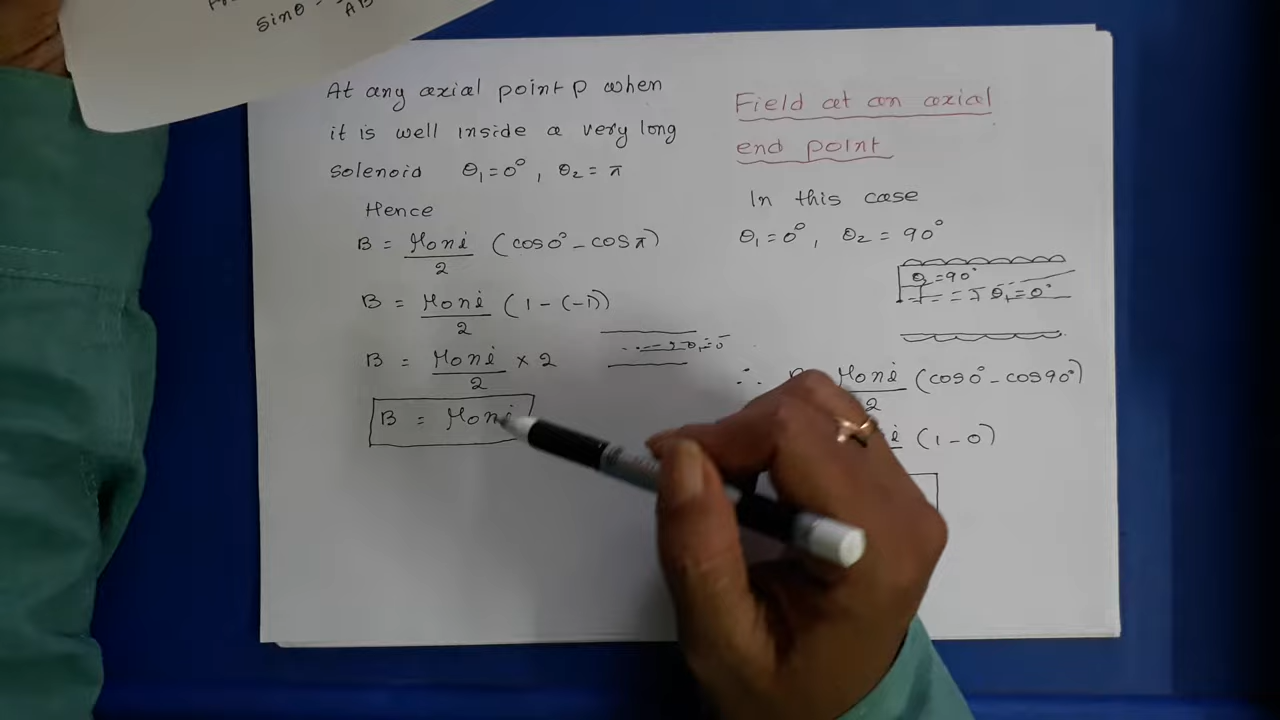 Sinθ
AB
At any axial point P when
it is well inside a very long
solenoid θ₁=0°, θ₂ = π
Hence
B = μ₀ni/2 (cos0° - cosπ)
B = μ₀ni/2 (1-(-1))
B = μ₀ni/2 × 2
B = μ₀ni
Field at an axial
end point
In this case
θ₁=0°, θ₂ = 90°
θ₂=90°
θ₁=0°
∴ μ₀ni/2 (cos0° - cos90°)
i (1-0)